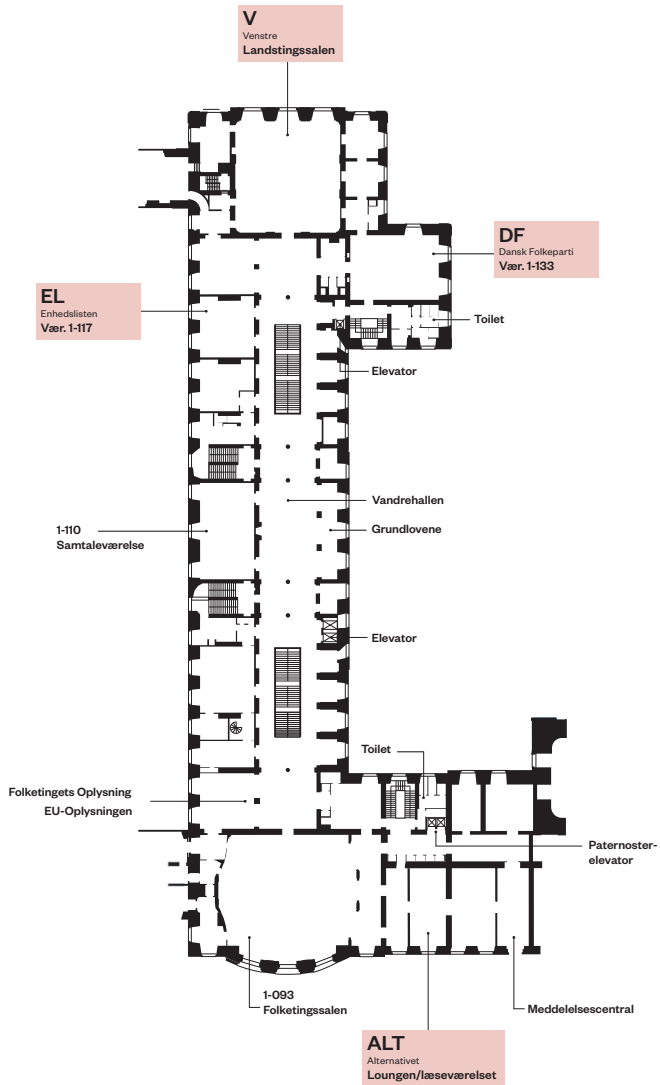 V
Venstre
Landstingssalen
DF
Dansk Folkeparti
Vær. 1-133
EL
Enhedslisten
Vær. 1-117
Toilet
Elevator
Vandrehallen
1-110
Samtaleværelse
Grundlovene
Elevator
Toilet
Folketingets Oplysning
EU-Oplysningen
Paternoster-
elevator
1-093
Folketingssalen
Meddelelsescentral
ALT
Alternativet
Loungen/læseværelset